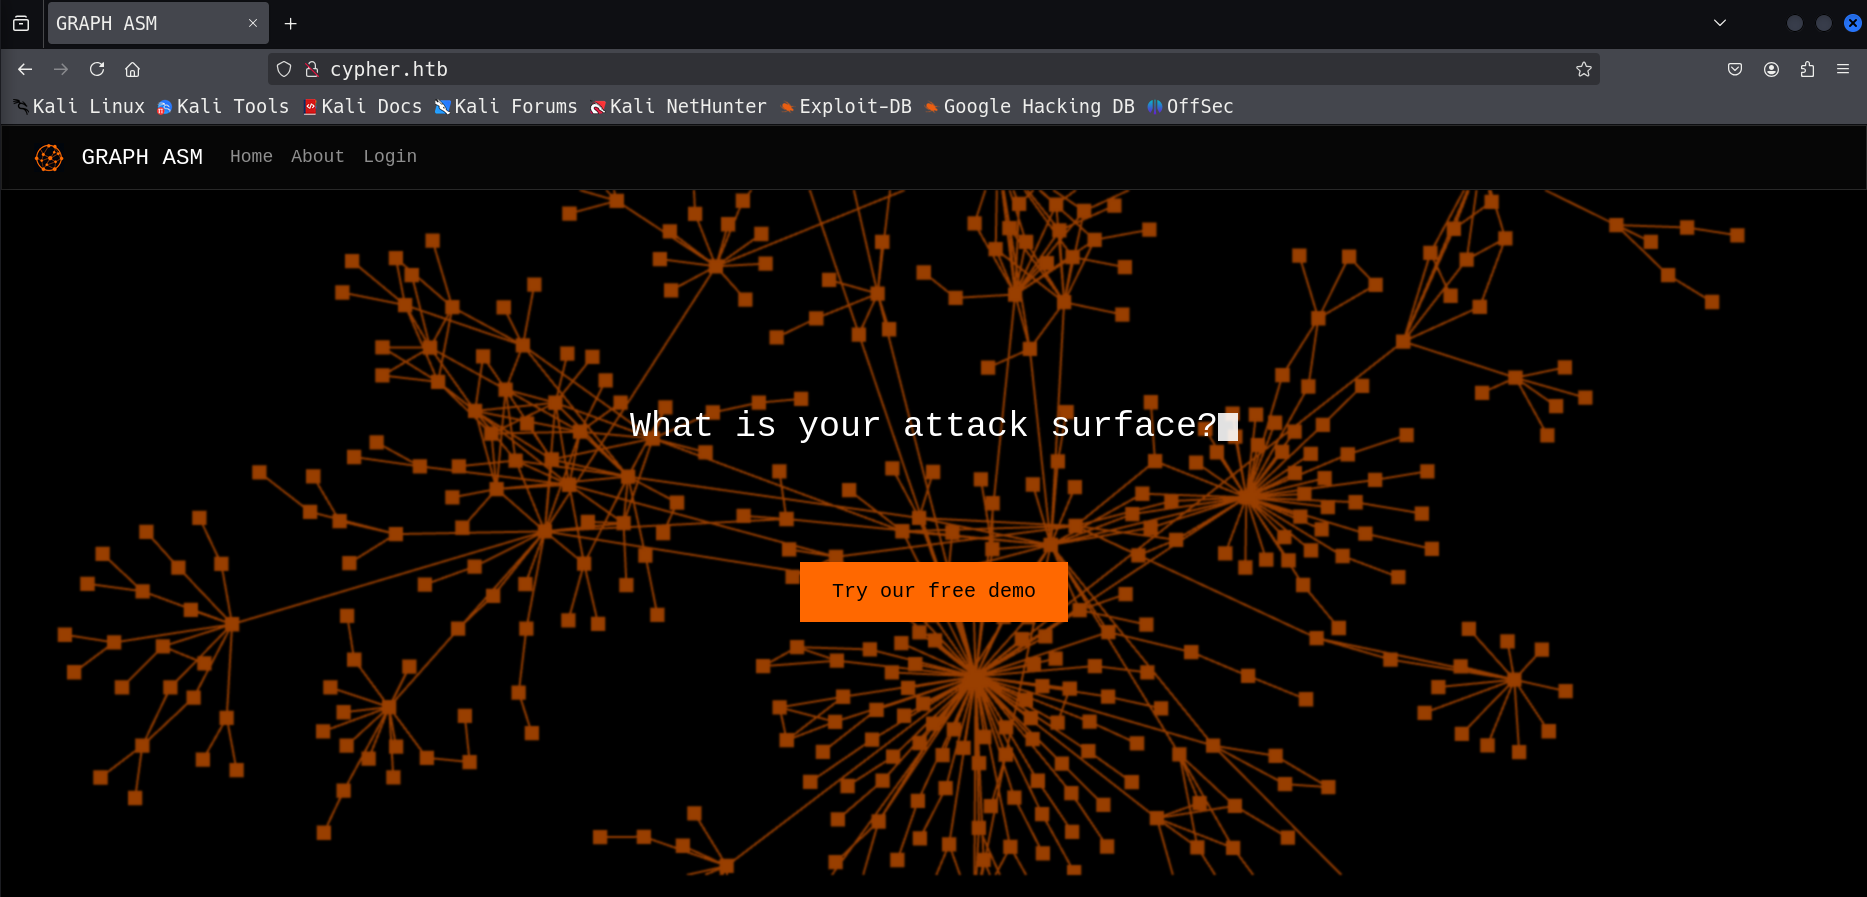 GRAPH ASM
cypher.htb
Kali Linux Kali Tools Kali Docs Kali Forums Kali NetHunter Exploit-DB Google Hacking DB OffSec
GRAPH ASM Home About Login
What is your attack surface?
Try our free demo